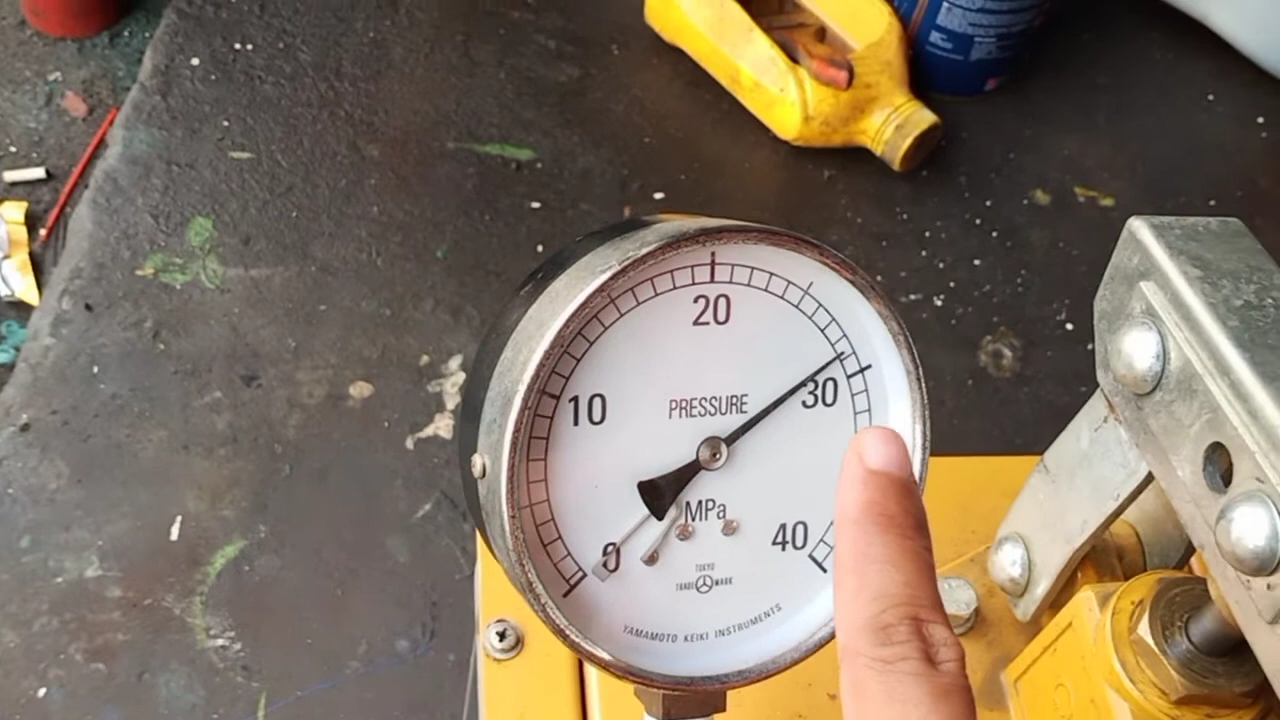 20
10
PRESSURE
30
MPa
0
40
TOKYO
TRADE MARK
YAMAMOTO KEIKI INSTRUMENTS